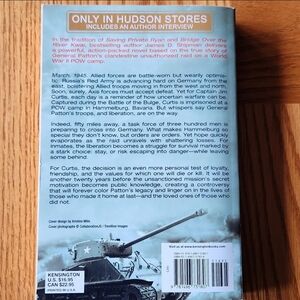 ONLY IN HUDSON STORES
INCLUDES AN AUTHOR INTERVIEW
In the tradition of Saving Private Ryan and Bridge Over the
River Kwai, bestselling author James D. Shipman delivers
a powerful, action-packed novel based on the true story of
General Patton's clandestine unauthorized raid on a World
War II POW camp.
March, 1945. Allied forces are battle-worn but wearily optimis-
tic. Russia's Red Army is advancing hard on Germany from the
east, bolstering Allied troops moving in from the west and north.
Soon, surely, Axis forces must accept defeat. Yet for Captain Jim
Curtis, each day is a reminder of how unpredictable warfare can be.
Captured during the Battle of the Bulge, Curtis is imprisoned at
a POW camp in Hammelburg, Bavaria. But whispers say General
Patton's troops, and liberation, are on the way
Indeed, fifty miles away, a task force of three hundred men is
preparing to cross into Germany. What makes Hammelburg so
special they don't know, but orders are orders. Yet hope quickly
evaporates as the raid unravels with shattering losses. For
inmates, the liberation becomes a struggle for survival marked by
a stark choice: stay, or risk escaping into danger—while leaving
some behind
For Curtis, the decision is an even more personal test of loyalty,
friendship, and the values for which one will die or kill. It will be
another twenty years before the unsanctioned mission's secret
motivation becomes public knowledge, creating a controversy
that will forever color Patton's legacy and linger on in the lives of
those who made it home at last—and the loved ones of those who
did not.
Cover design by Kristine Mills
Cover photographs © CollaborationJS / Trevillion Images
Visit us at www.kensingtonbooks.com
KENSINGTON
U.S. $16.95
CAN $22.95
PRINTED IN U.S.A.